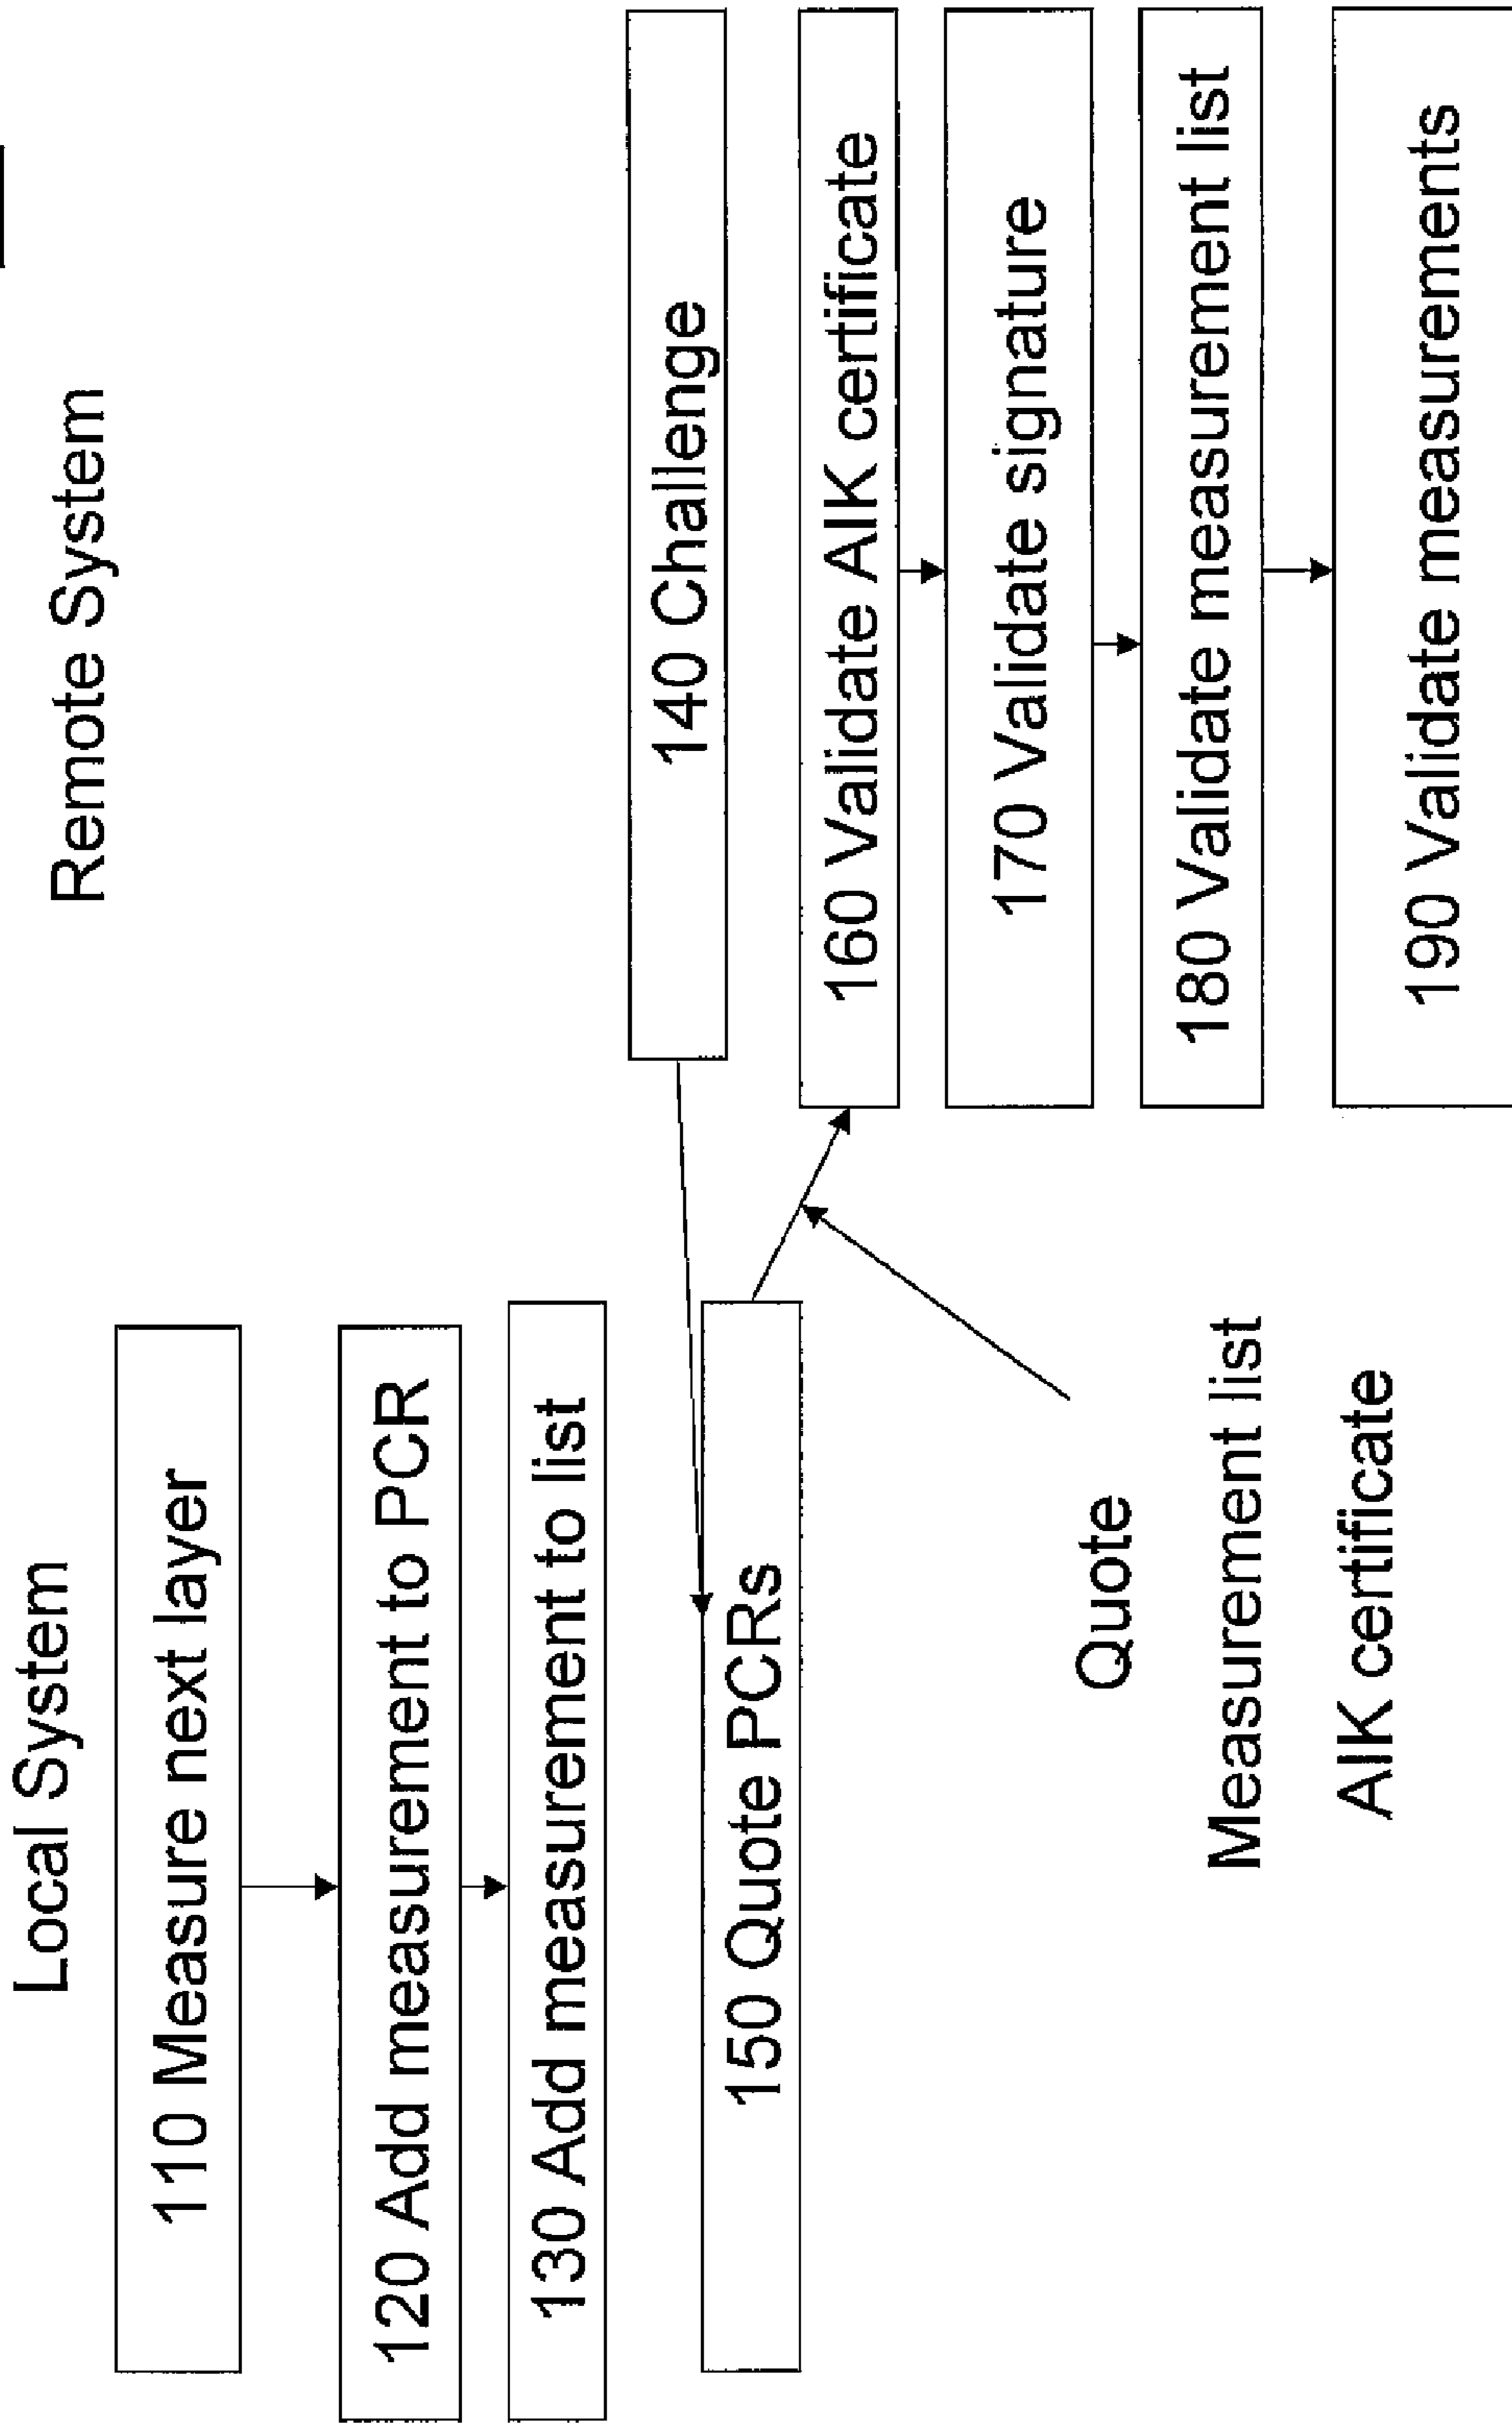 Local System
Remote System
110 Measure next layer
120 Add measurement to PCR
130 Add measurement to list
140 Challenge
150 Quote PCRs
160 Validate AIK certificate
170 Validate signature
180 Validate measurement list
190 Validate measurements
Quote
Measurement list
AIK certificate